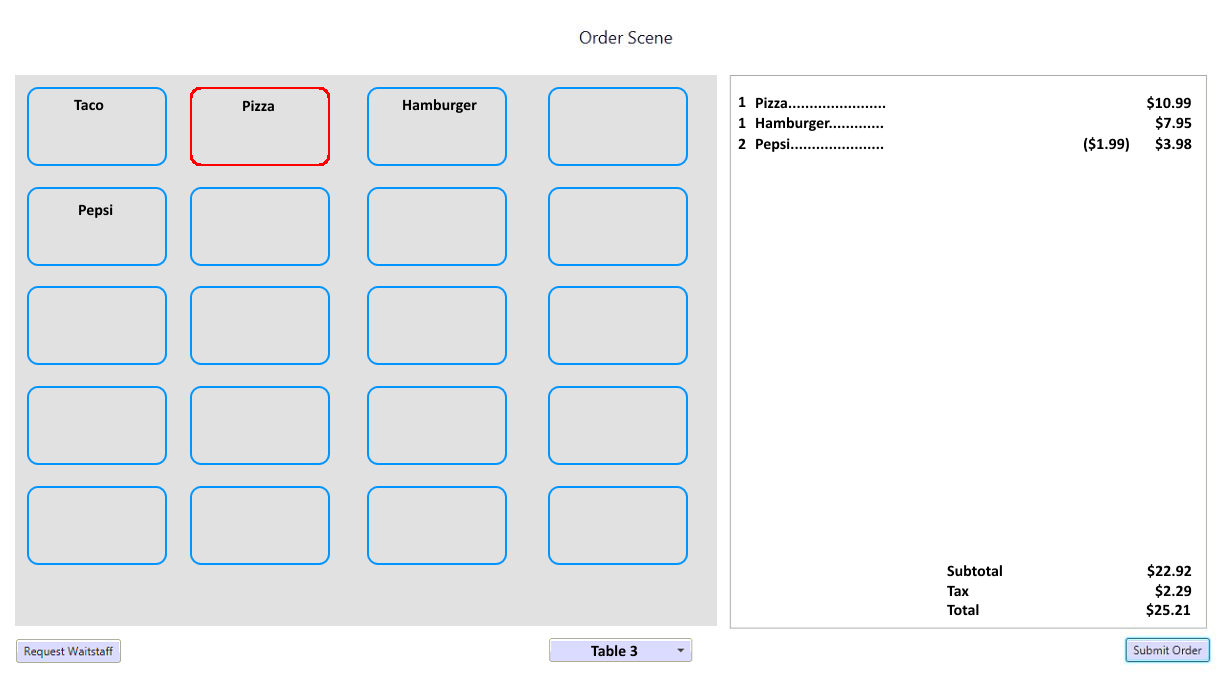 Order Scene
Taco Pizza Hamburger
Pepsi
1 Pizza....................... $10.99
1 Hamburger............. $7.95
2 Pepsi...................... ($1.99) $3.98
Subtotal $22.92
Tax $2.29
Total $25.21
Request Waitstaff Table 3 Submit Order